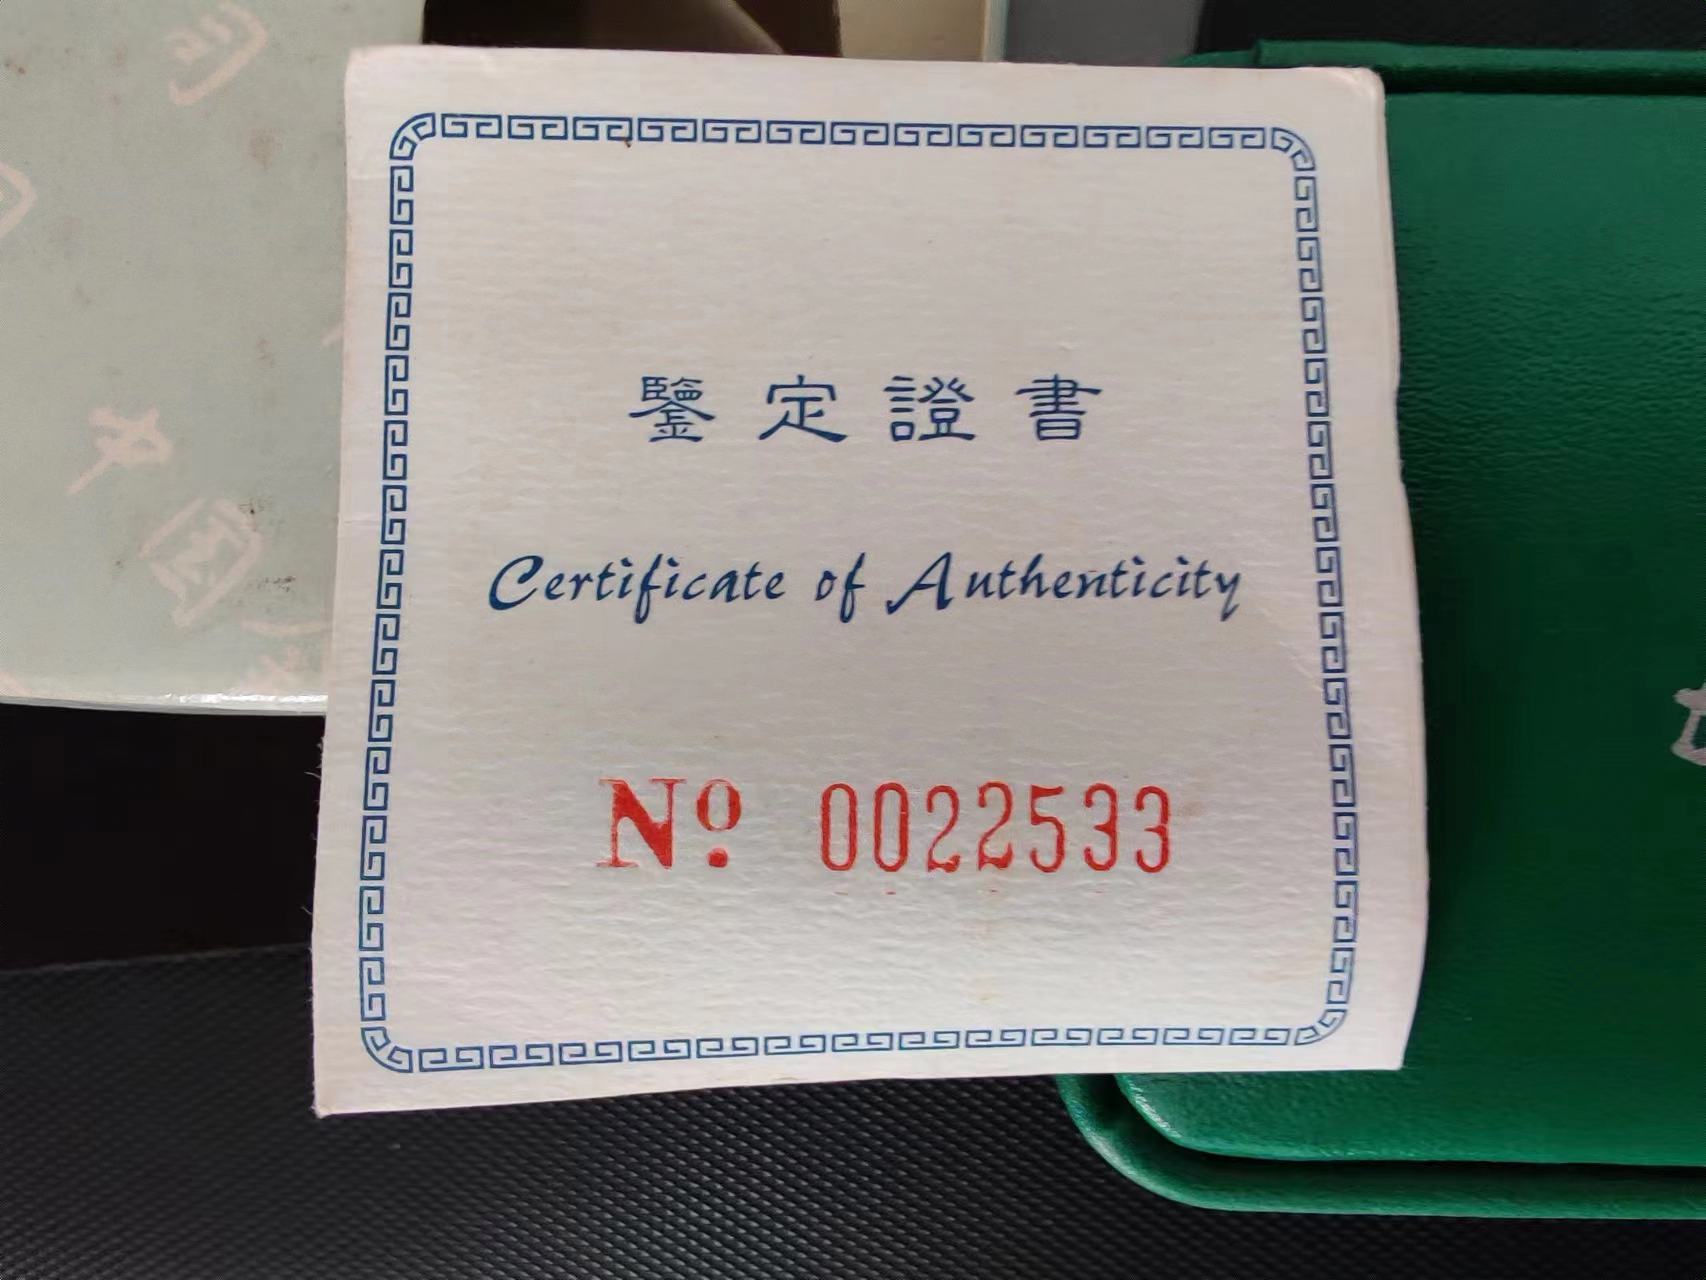 鑒定證書
Certificate of Authenticity
Nº 0022533